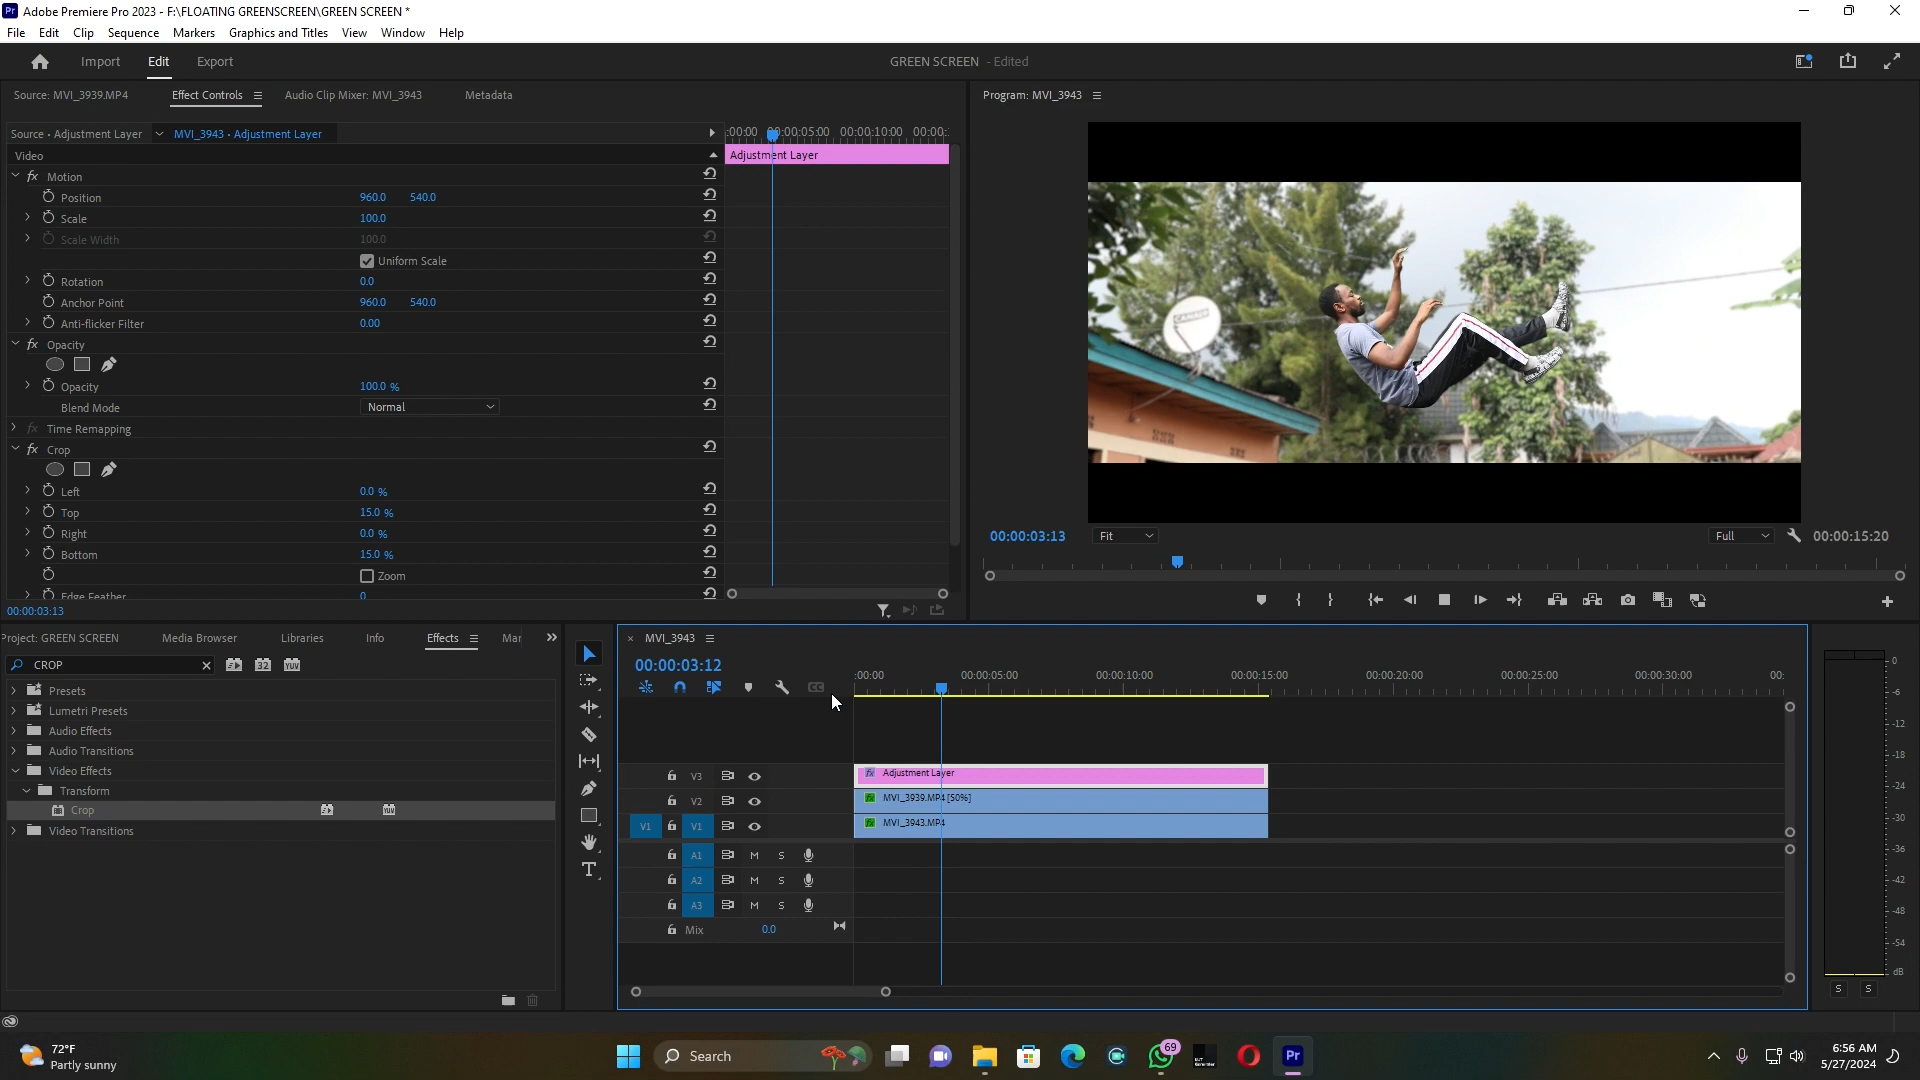 Adobe Premiere Pro 2023 - F:\FLOATING GREENSCREEN\GREEN SCREEN *
File Edit Clip Sequence Markers Graphics and Titles View Window Help
Import Edit Export
GREEN SCREEN - Edited
Source: MVI_3939.MP4 Effect Controls Audio Clip Mixer: MVI_3943 Metadata
Program: MVI_3943
Source • Adjustment Layer MVI_3943 • Adjustment Layer
:00:00 00:00:05:00 00:00:10:00 00:00:
Video
Adjustment Layer
fx Motion
Position 960.0 540.0
Scale 100.0
Scale Width 100.0
Uniform Scale
Rotation 0.0
Anchor Point 960.0 540.0
Anti-flicker Filter 0.00
fx Opacity
Opacity 100.0 %
Blend Mode Normal
fx Time Remapping
fx Crop
Left 0.0 %
Top 15.0 %
Right 0.0 %
Bottom 15.0 %
Zoom
Edge Feather 0
00:00:03:13
00:00:03:13 Fit Full 00:00:15:20
Project: GREEN SCREEN Media Browser Libraries Info Effects Mar
CROP
32 YUV
Presets
Lumetri Presets
Audio Effects
Audio Transitions
Video Effects
Transform
Crop
Video Transitions
MVI_3943
00:00:03:12
:00:00 00:00:05:00 00:00:10:00 00:00:15:00 00:00:20:00 00:00:25:00 00:00:30:00 00:
V3 fx Adjustment Layer
V2 fx MVI_3939.MP4 [50%]
V1 V1 fx MVI_3943.MP4
A1 M S
A2 M S
A3 M S
Mix 0.0
0
-6
-12
-18
-24
-30
-36
-42
-48
-54
dB
S S
72°F
Partly sunny
Search
69
Pr
6:56 AM
5/27/2024